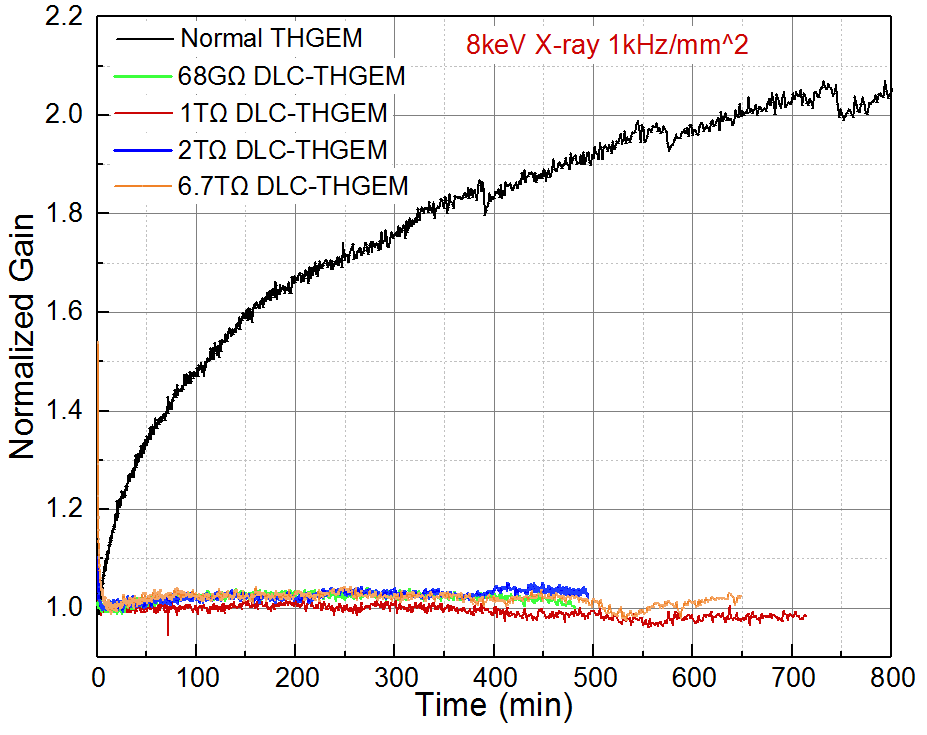 2.2
Normal THGEM
8keV X-ray 1kHz/mm^2
68GΩ DLC-THGEM
2.0
1TΩ DLC-THGEM
2TΩ DLC-THGEM
6.7TΩ DLC-THGEM
1.8
1.6
1.4
1.2
1.0
Normalized Gain
0 100 200 300 400 500 600 700 800
Time (min)